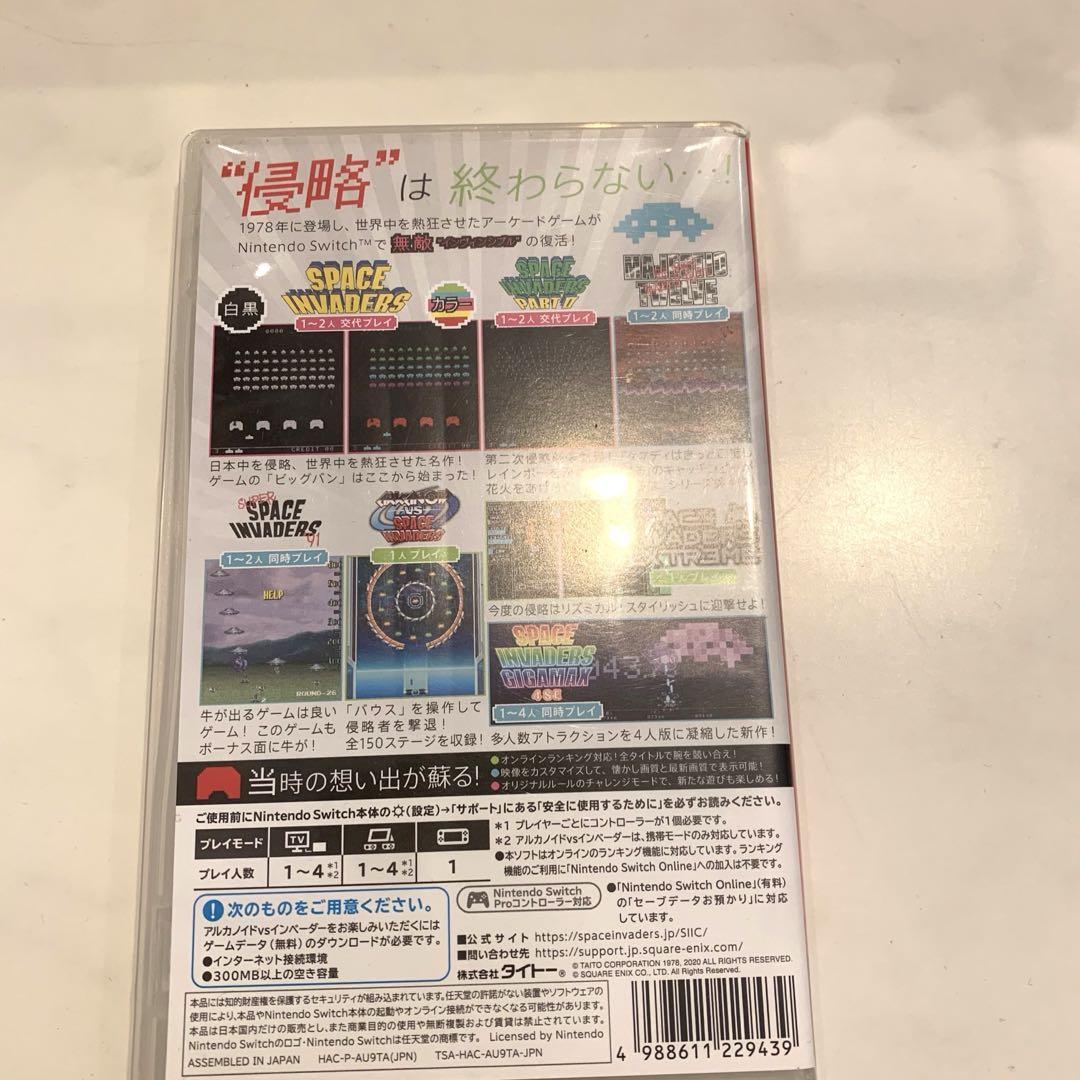 “侵略”は 終わらない…!
1978年に登場し、世界中を熱狂させたアーケードゲームが
Nintendo Switch™で無敵“インヴィンシブル”の復活!
白黒
SPACE INVADERS
カラー
1〜2人 交代プレイ
SPACE INVADERS PART II
1〜2人 交代プレイ
MAJESTIC TWELVE
1〜2人 同時プレイ
CREDIT 00
日本中を侵略、世界中を熱狂させた名作!
ゲームの「ビッグバン」はここから始まった!
第二次侵略
レインボー
花火をあげ
SUPER SPACE INVADERS '91
1〜2人 同時プレイ
HELP
ROUND-26
牛が出るゲームは良い
ゲーム! このゲームも
ボーナス面に牛が!
ARKANOID VS SPACE INVADERS
1人プレイ
「バウス」を操作して
侵略者を撃退!
全150ステージを収録!
SPACE INVADERS EXTREME
1人プレイ
今度の侵略はリズミカル!スタイリッシュに迎撃せよ!
SPACE INVADERS GIGAMAX 4 SE
1〜4人 同時プレイ
多人数アトラクションを4人版に凝縮した新作!
当時の想い出が蘇る!
●オンラインランキング対応!全タイトルで腕を競い合え!
●映像をカスタマイズして、懐かし画質と最新画質で表示可能!
●オリジナルルールのチャレンジモードで、新たな遊びも楽しめる!
ご使用前にNintendo Switch本体の(設定)→「サポート」にある「安全に使用するために」を必ずお読みください。
プレイモード TV
プレイ人数 1〜4 *1 *2 1〜4 *1 *2 1
*1 プレイヤーごとにコントローラーが1個必要です。
*2 アルカノイドvsインベーダーは、携帯モードのみ対応しています。
●本ソフトはオンラインのランキング機能に対応しています。ランキング
機能のご利用に「Nintendo Switch Online」への加入は不要です。
! 次のものをご用意ください。
アルカノイドvsインベーダーをお楽しみいただくには
ゲームデータ(無料)のダウンロードが必要です。
●インターネット接続環境
●300MB以上の空き容量
Nintendo Switch
Proコントローラー対応
●「Nintendo Switch Online」(有料)
の「セーブデータお預かり」に対応
しています。
■公式サイト https://spaceinvaders.jp/SIIC/
■問い合わせ先 https://support.jp.square-enix.com/
株式会社タイトー®
© TAITO CORPORATION 1978, 2020 ALL RIGHTS RESERVED.
© SQUARE ENIX CO., LTD. All Rights Reserved.
本品には知的財産権を保護するセキュリティが組み込まれています。任天堂の許諾がない装置やソフトウェアの
使用により、本品やNintendo Switch本体の起動やオンライン接続ができなくなる可能性があります。
本品は日本国内だけの販売とし、また商業目的の使用や無断複製および賃貸は禁止されています。
Nintendo Switchのロゴ・Nintendo Switchは任天堂の商標です。 Licensed by Nintendo
ASSEMBLED IN JAPAN HAC-P-AU9TA(JPN) TSA-HAC-AU9TA-JPN
4 988611 229439